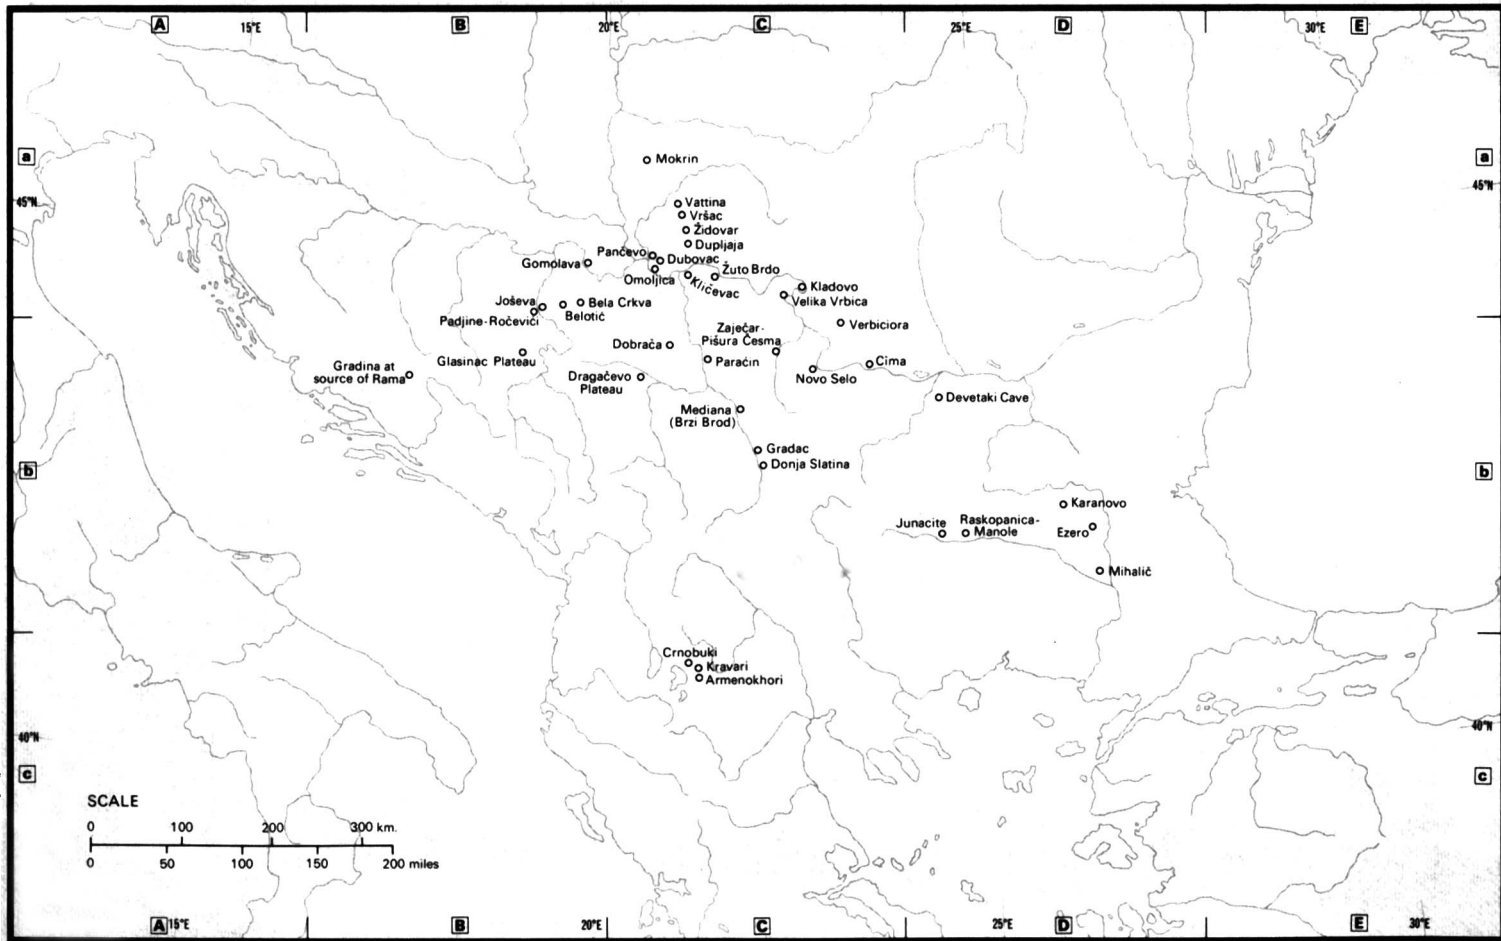 A B C D E
15°E 20°E 25°E 30°E
a a
Mokrin
45°N 45°N
Vattina
Vršac
Židovar
Dupljaja
Pančevo
Dubovac
Gomolava
Omoljica
Kličevac
Žuto Brdo
Kladovo
Velika Vrbica
Joševa
Bela Crkva
Belotić
Padjine-Ročevići
Verbiciora
Zaječar-
Pišura Česma
Dobrača
Glasinac Plateau
Paraćin
Cima
Gradina at
source of Rama
Novo Selo
Dragačevo
Plateau
Devetaki Cave
Mediana
(Brzi Brod)
Gradac
Donja Slatina
b b
Karanovo
Junacite
Raskopanica-
Manole
Ezero
Mihalič
Crnobuki
Kravari
Armenokhori
40°N 40°N
c c
SCALE
0 100 200 300 km.
0 50 100 150 200 miles
A 15°E B 20°E C 25°E D 30°E E